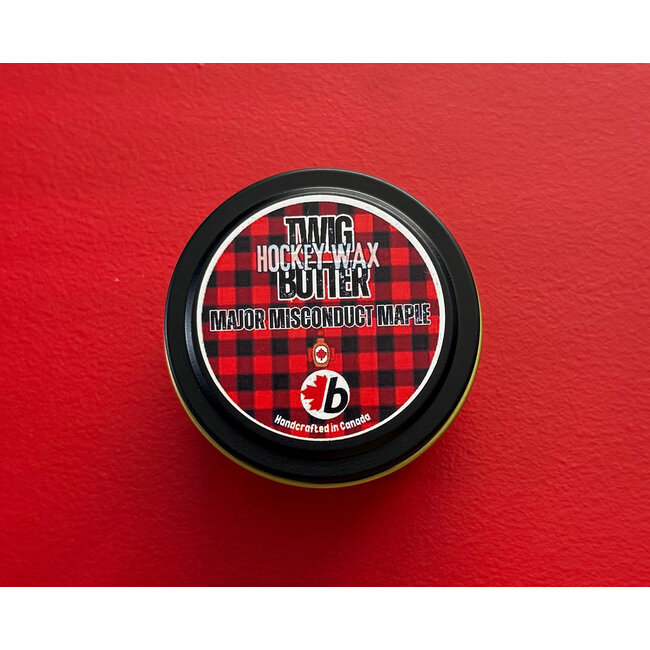 TWIG
HOCKEY WAX
BUTTER
MAJOR MISCONDUCT MAPLE
b
Handcrafted in Canada